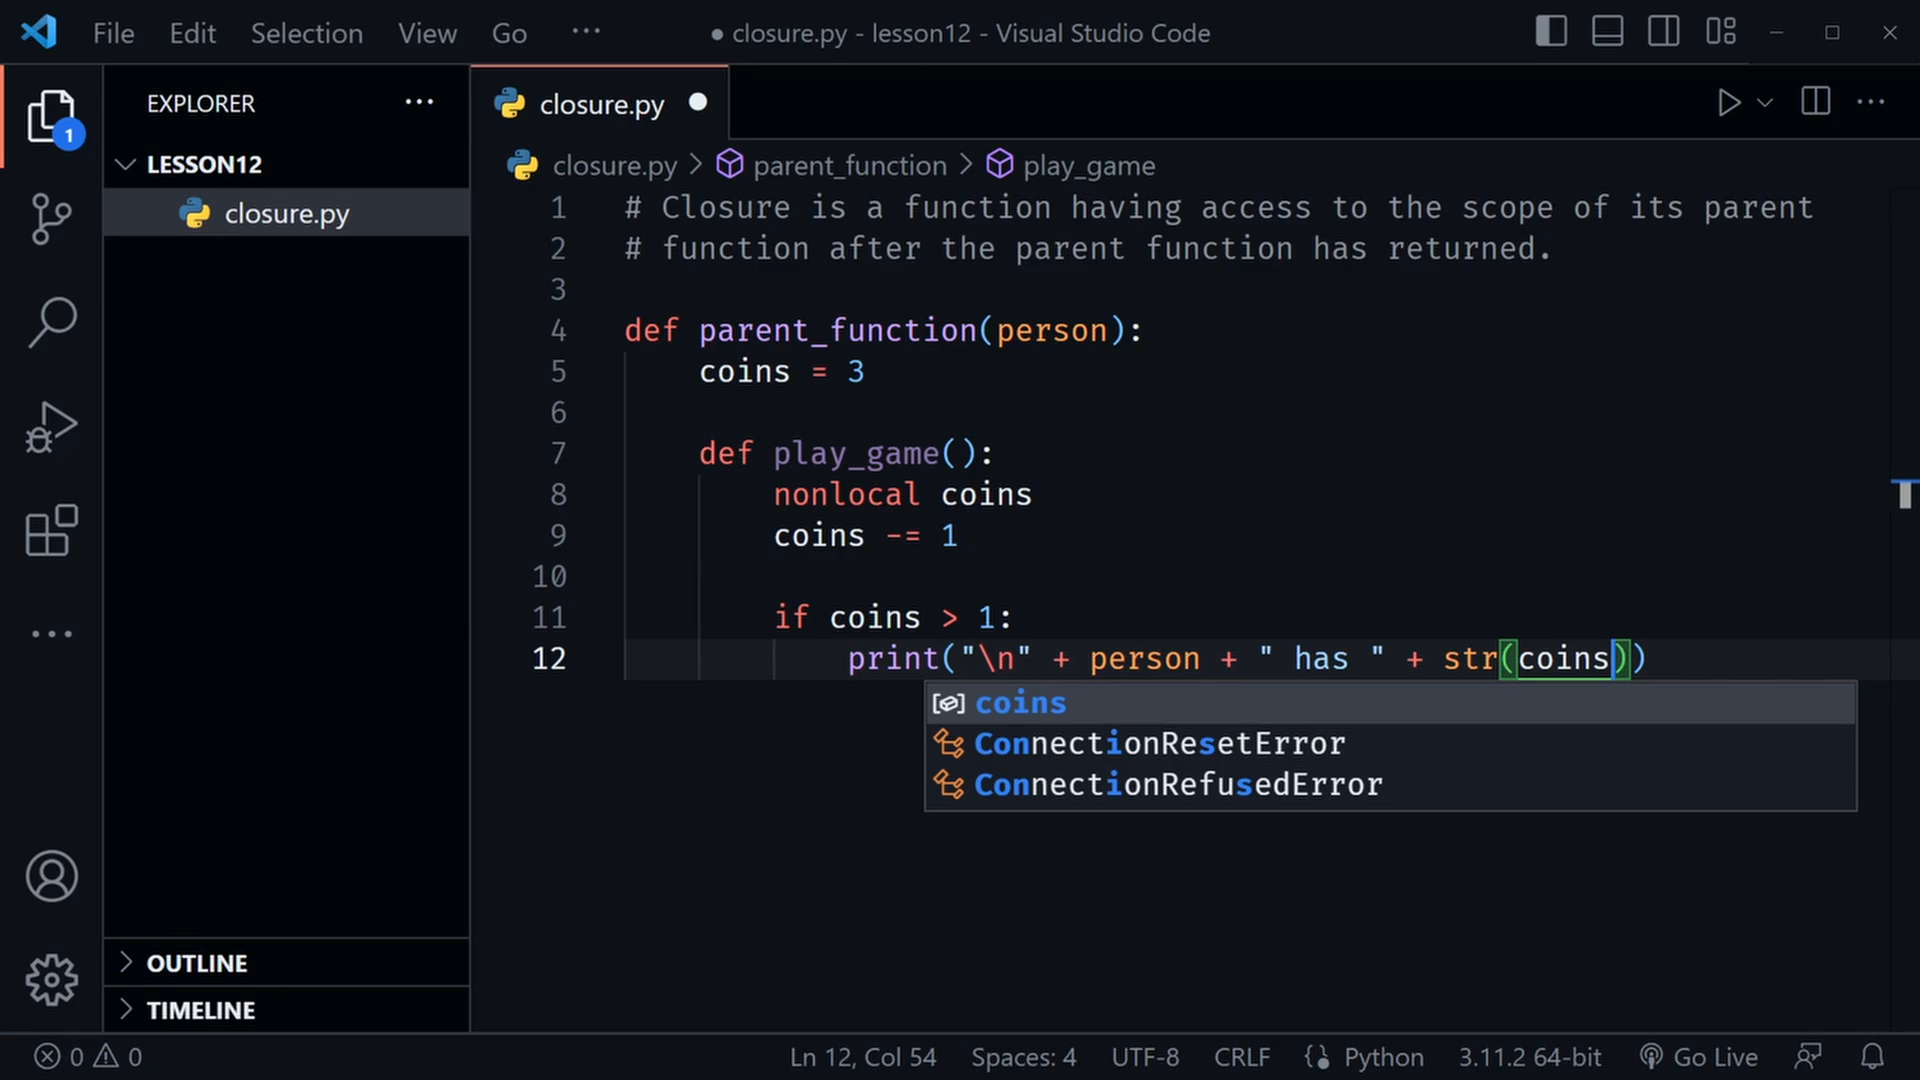 File Edit Selection View Go ··· ● closure.py - lesson12 - Visual Studio Code
EXPLORER ···
closure.py ●
1
LESSON12
closure.py
closure.py > parent_function > play_game
1 # Closure is a function having access to the scope of its parent
2 # function after the parent function has returned.
3
4 def parent_function(person):
5     coins = 3
6
7     def play_game():
8         nonlocal coins
9         coins -= 1
10
11         if coins > 1:
12             print("\n" + person + " has " + str(coins))
coins
ConnectionResetError
ConnectionRefusedError
OUTLINE
TIMELINE
0 0 Ln 12, Col 54 Spaces: 4 UTF-8 CRLF Python 3.11.2 64-bit Go Live